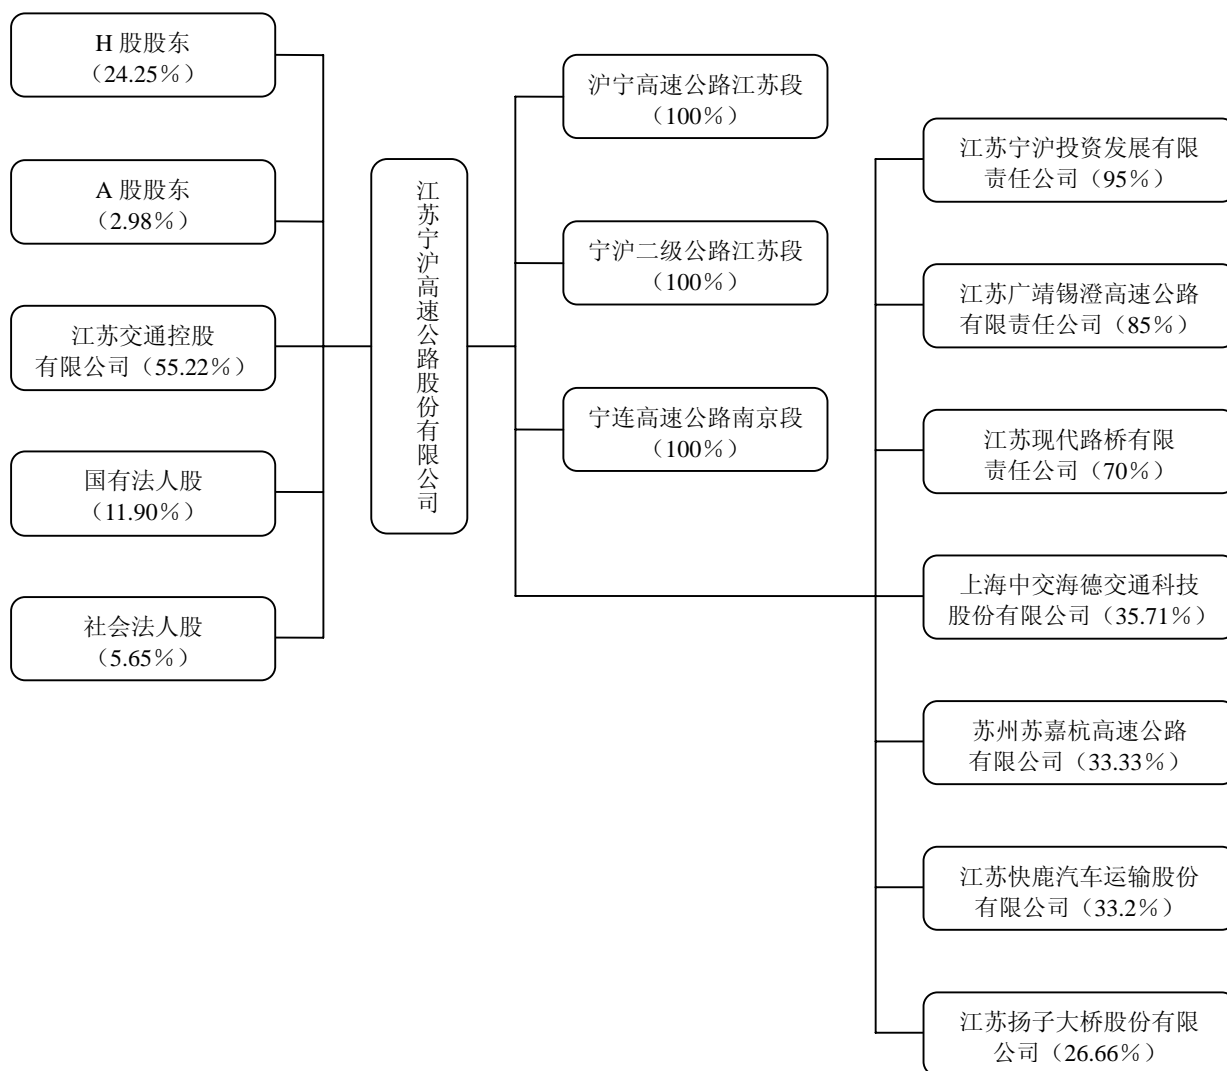 H 股股东
（24.25％）
A 股股东
（2.98％）
江苏交通控股
有限公司（55.22％）
国有法人股
（11.90％）
社会法人股
（5.65％）
江苏宁沪高速公路股份有限公司
沪宁高速公路江苏段
（100％）
宁沪二级公路江苏段
（100％）
宁连高速公路南京段
（100％）
江苏宁沪投资发展有限
责任公司（95％）
江苏广靖锡澄高速公路
有限责任公司（85％）
江苏现代路桥有限
责任公司（70％）
上海中交海德交通科技
股份有限公司（35.71％）
苏州苏嘉杭高速公路
有限公司（33.33％）
江苏快鹿汽车运输股份
有限公司（33.2％）
江苏扬子大桥股份有限
公司（26.66％）